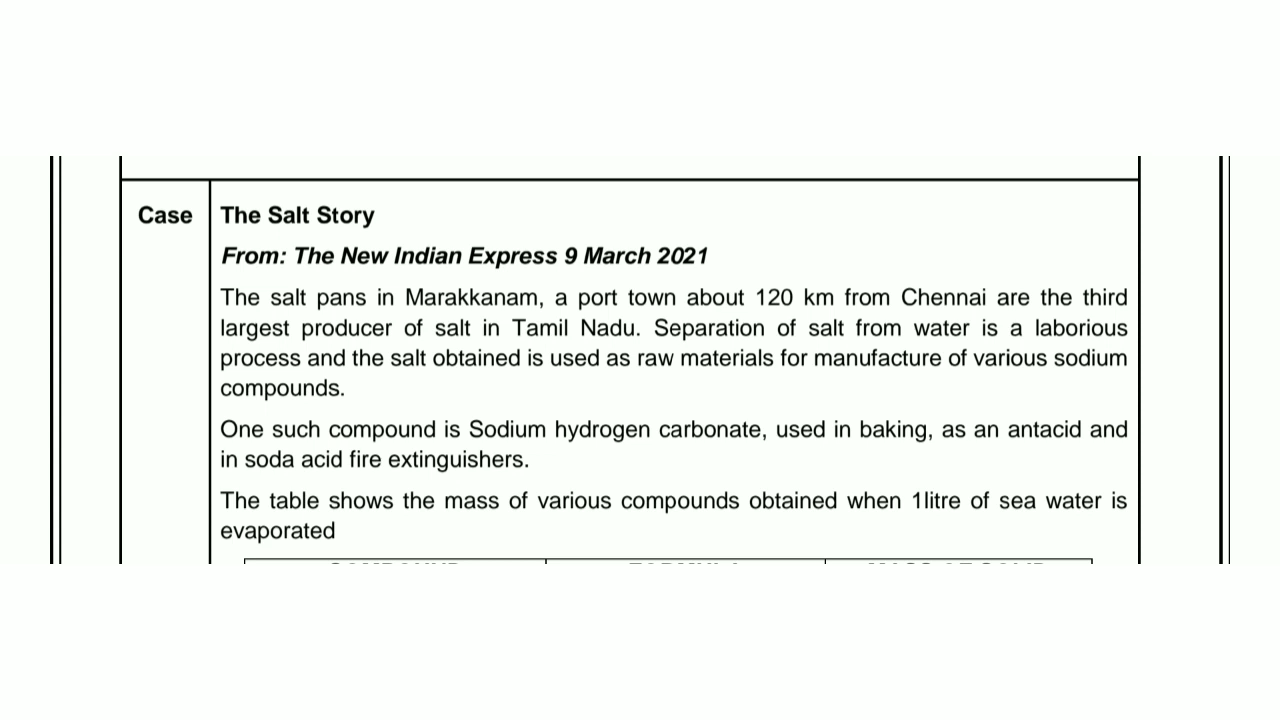 Case
The Salt Story
From: The New Indian Express 9 March 2021
The salt pans in Marakkanam, a port town about 120 km from Chennai are the third
largest producer of salt in Tamil Nadu. Separation of salt from water is a laborious
process and the salt obtained is used as raw materials for manufacture of various sodium
compounds.
One such compound is Sodium hydrogen carbonate, used in baking, as an antacid and
in soda acid fire extinguishers.
The table shows the mass of various compounds obtained when 1litre of sea water is
evaporated